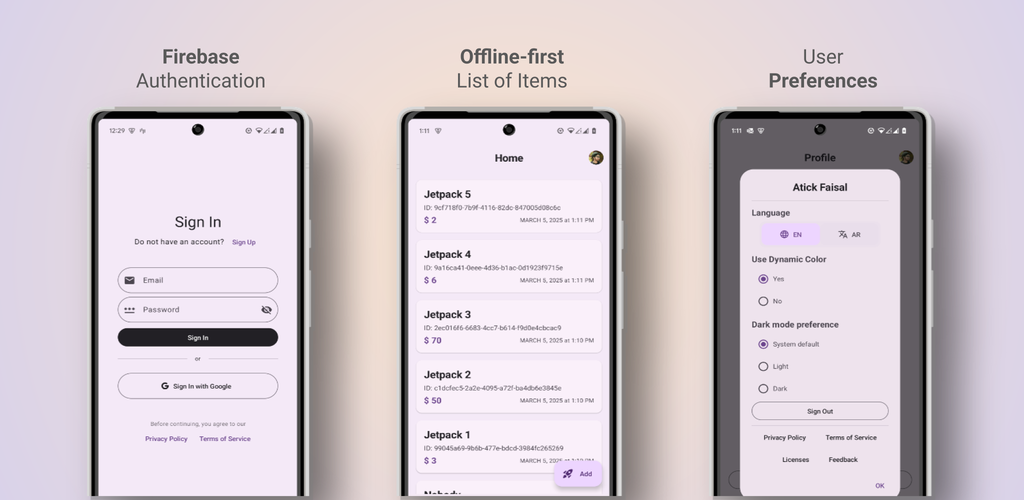 Firebase
Authentication
12:29
Sign In
Do not have an account? Sign Up
Email
Password
Sign In
or
G Sign In with Google
Before continuing, you agree to our
Privacy Policy Terms of Service
Offline-first
List of Items
1:11
Home
Jetpack 5
ID: 9cf718f0-7b9f-4116-82dc-847005d08c6c
$ 2 MARCH 5, 2025 at 1:11 PM
Jetpack 4
ID: 9a16ca41-0eee-4d36-b1ac-0d1923f9715e
$ 6 MARCH 5, 2025 at 1:11 PM
Jetpack 3
ID: 2ec016f6-6683-4cc7-b614-f9d0e4cbcac9
$ 70 MARCH 5, 2025 at 1:10 PM
Jetpack 2
ID: c1dcfec5-2a2e-4095-a72f-ba4db6e3845e
$ 50 MARCH 5, 2025 at 1:10 PM
Jetpack 1
ID: 99045a69-9b6b-477e-bdcd-3984fc265269
$ 3 MARCH 5, 2025
Add
User
Preferences
1:11
Profile
Atick Faisal
Language
EN AR
Use Dynamic Color
Yes
No
Dark mode preference
System default
Light
Dark
Sign Out
Privacy Policy Terms of Service
Licenses Feedback
OK